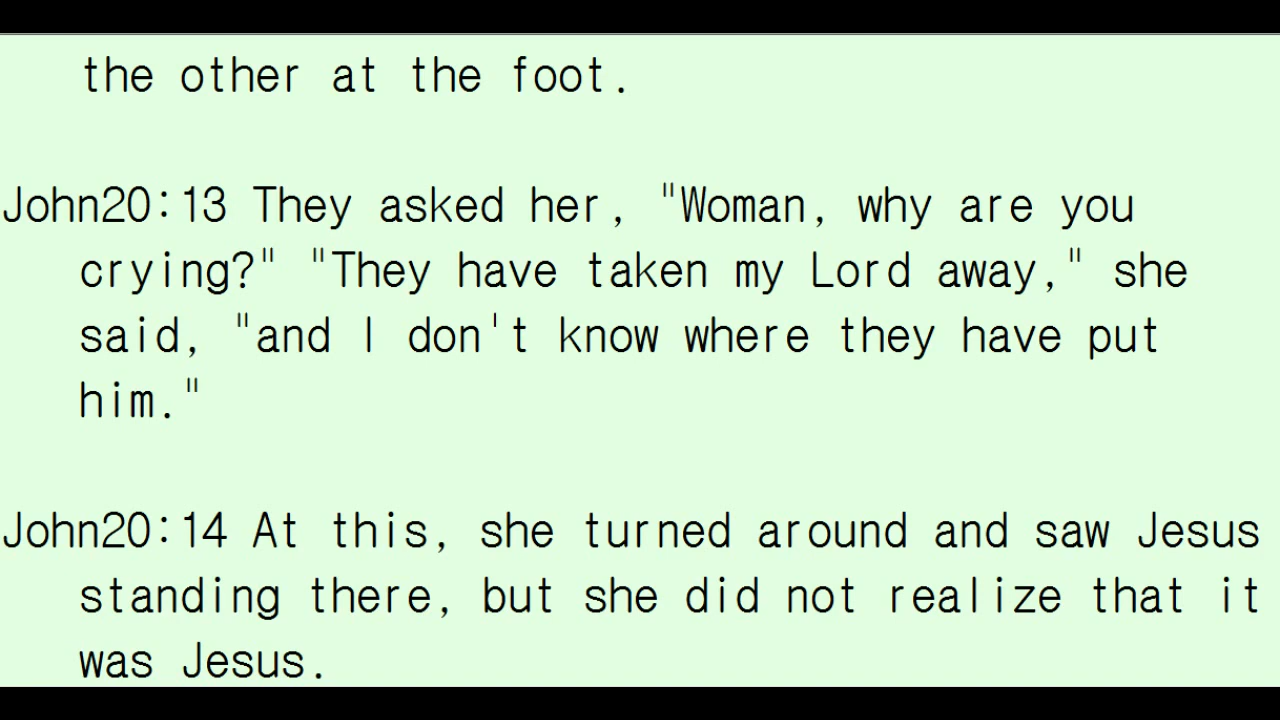 the other at the foot.
John20:13 They asked her, "Woman, why are you
crying?" "They have taken my Lord away," she
said, "and I don't know where they have put
him."
John20:14 At this, she turned around and saw Jesus
standing there, but she did not realize that it
was Jesus.